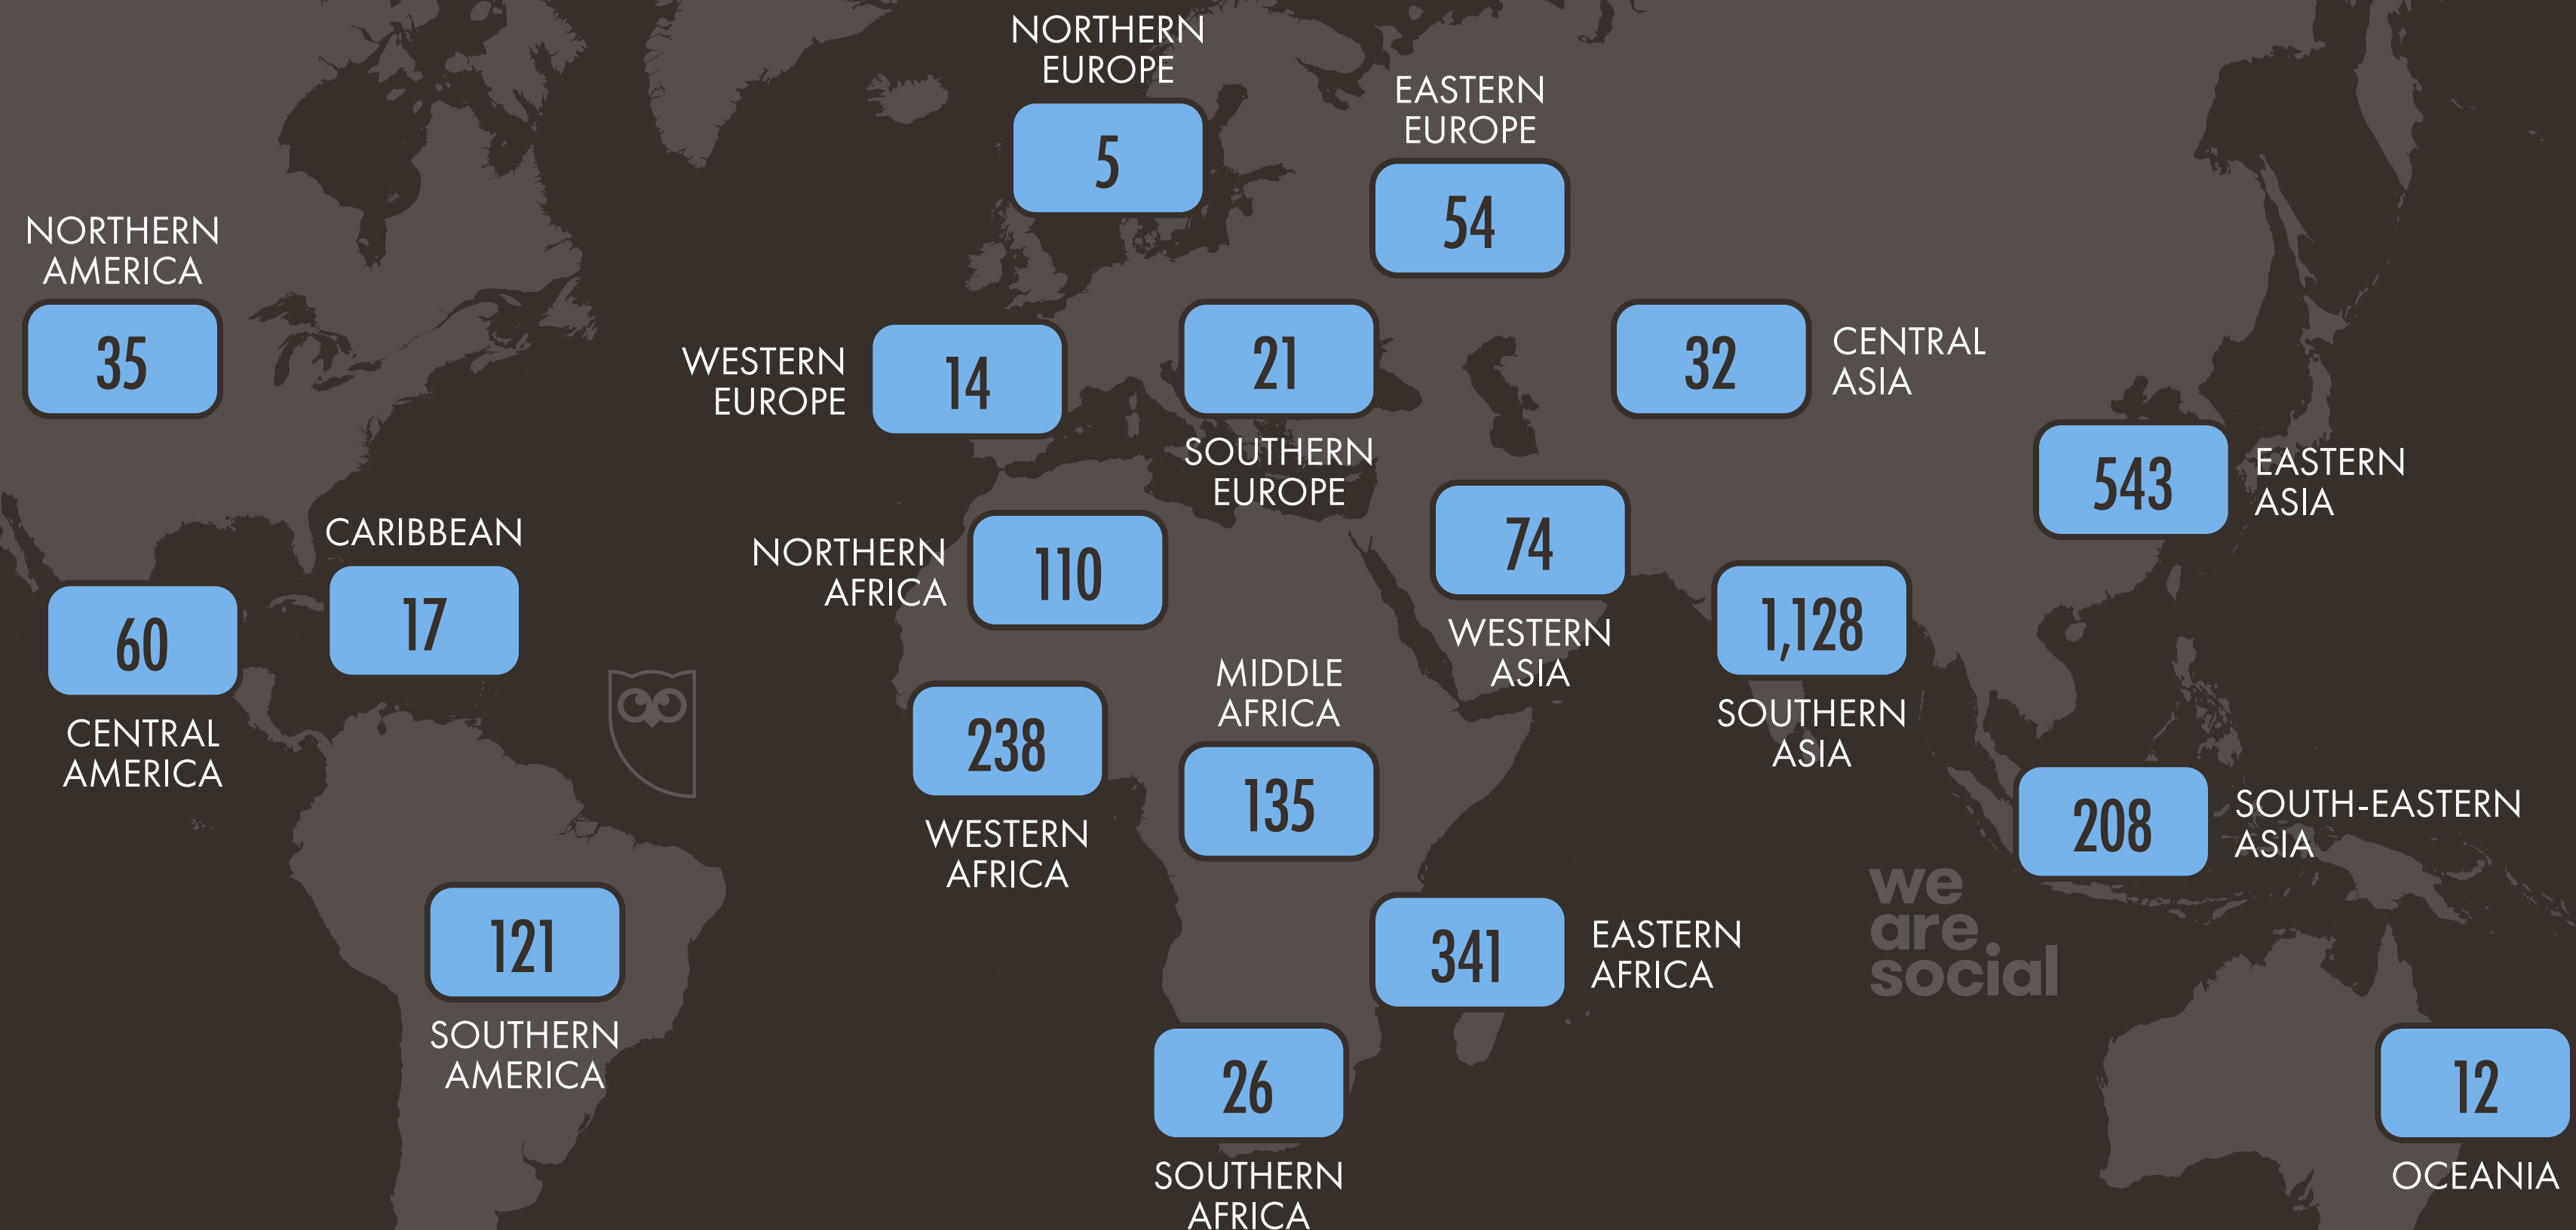 NORTHERN
EUROPE
5
EASTERN
EUROPE
54
NORTHERN
AMERICA
35
WESTERN
EUROPE
14
21
SOUTHERN
EUROPE
32
CENTRAL
ASIA
543
EASTERN
ASIA
CARIBBEAN
17
60
CENTRAL
AMERICA
NORTHERN
AFRICA
110
74
WESTERN
ASIA
1,128
SOUTHERN
ASIA
238
WESTERN
AFRICA
MIDDLE
AFRICA
135
208
SOUTH-EASTERN
ASIA
121
SOUTHERN
AMERICA
341
EASTERN
AFRICA
we
are
social
26
SOUTHERN
AFRICA
12
OCEANIA